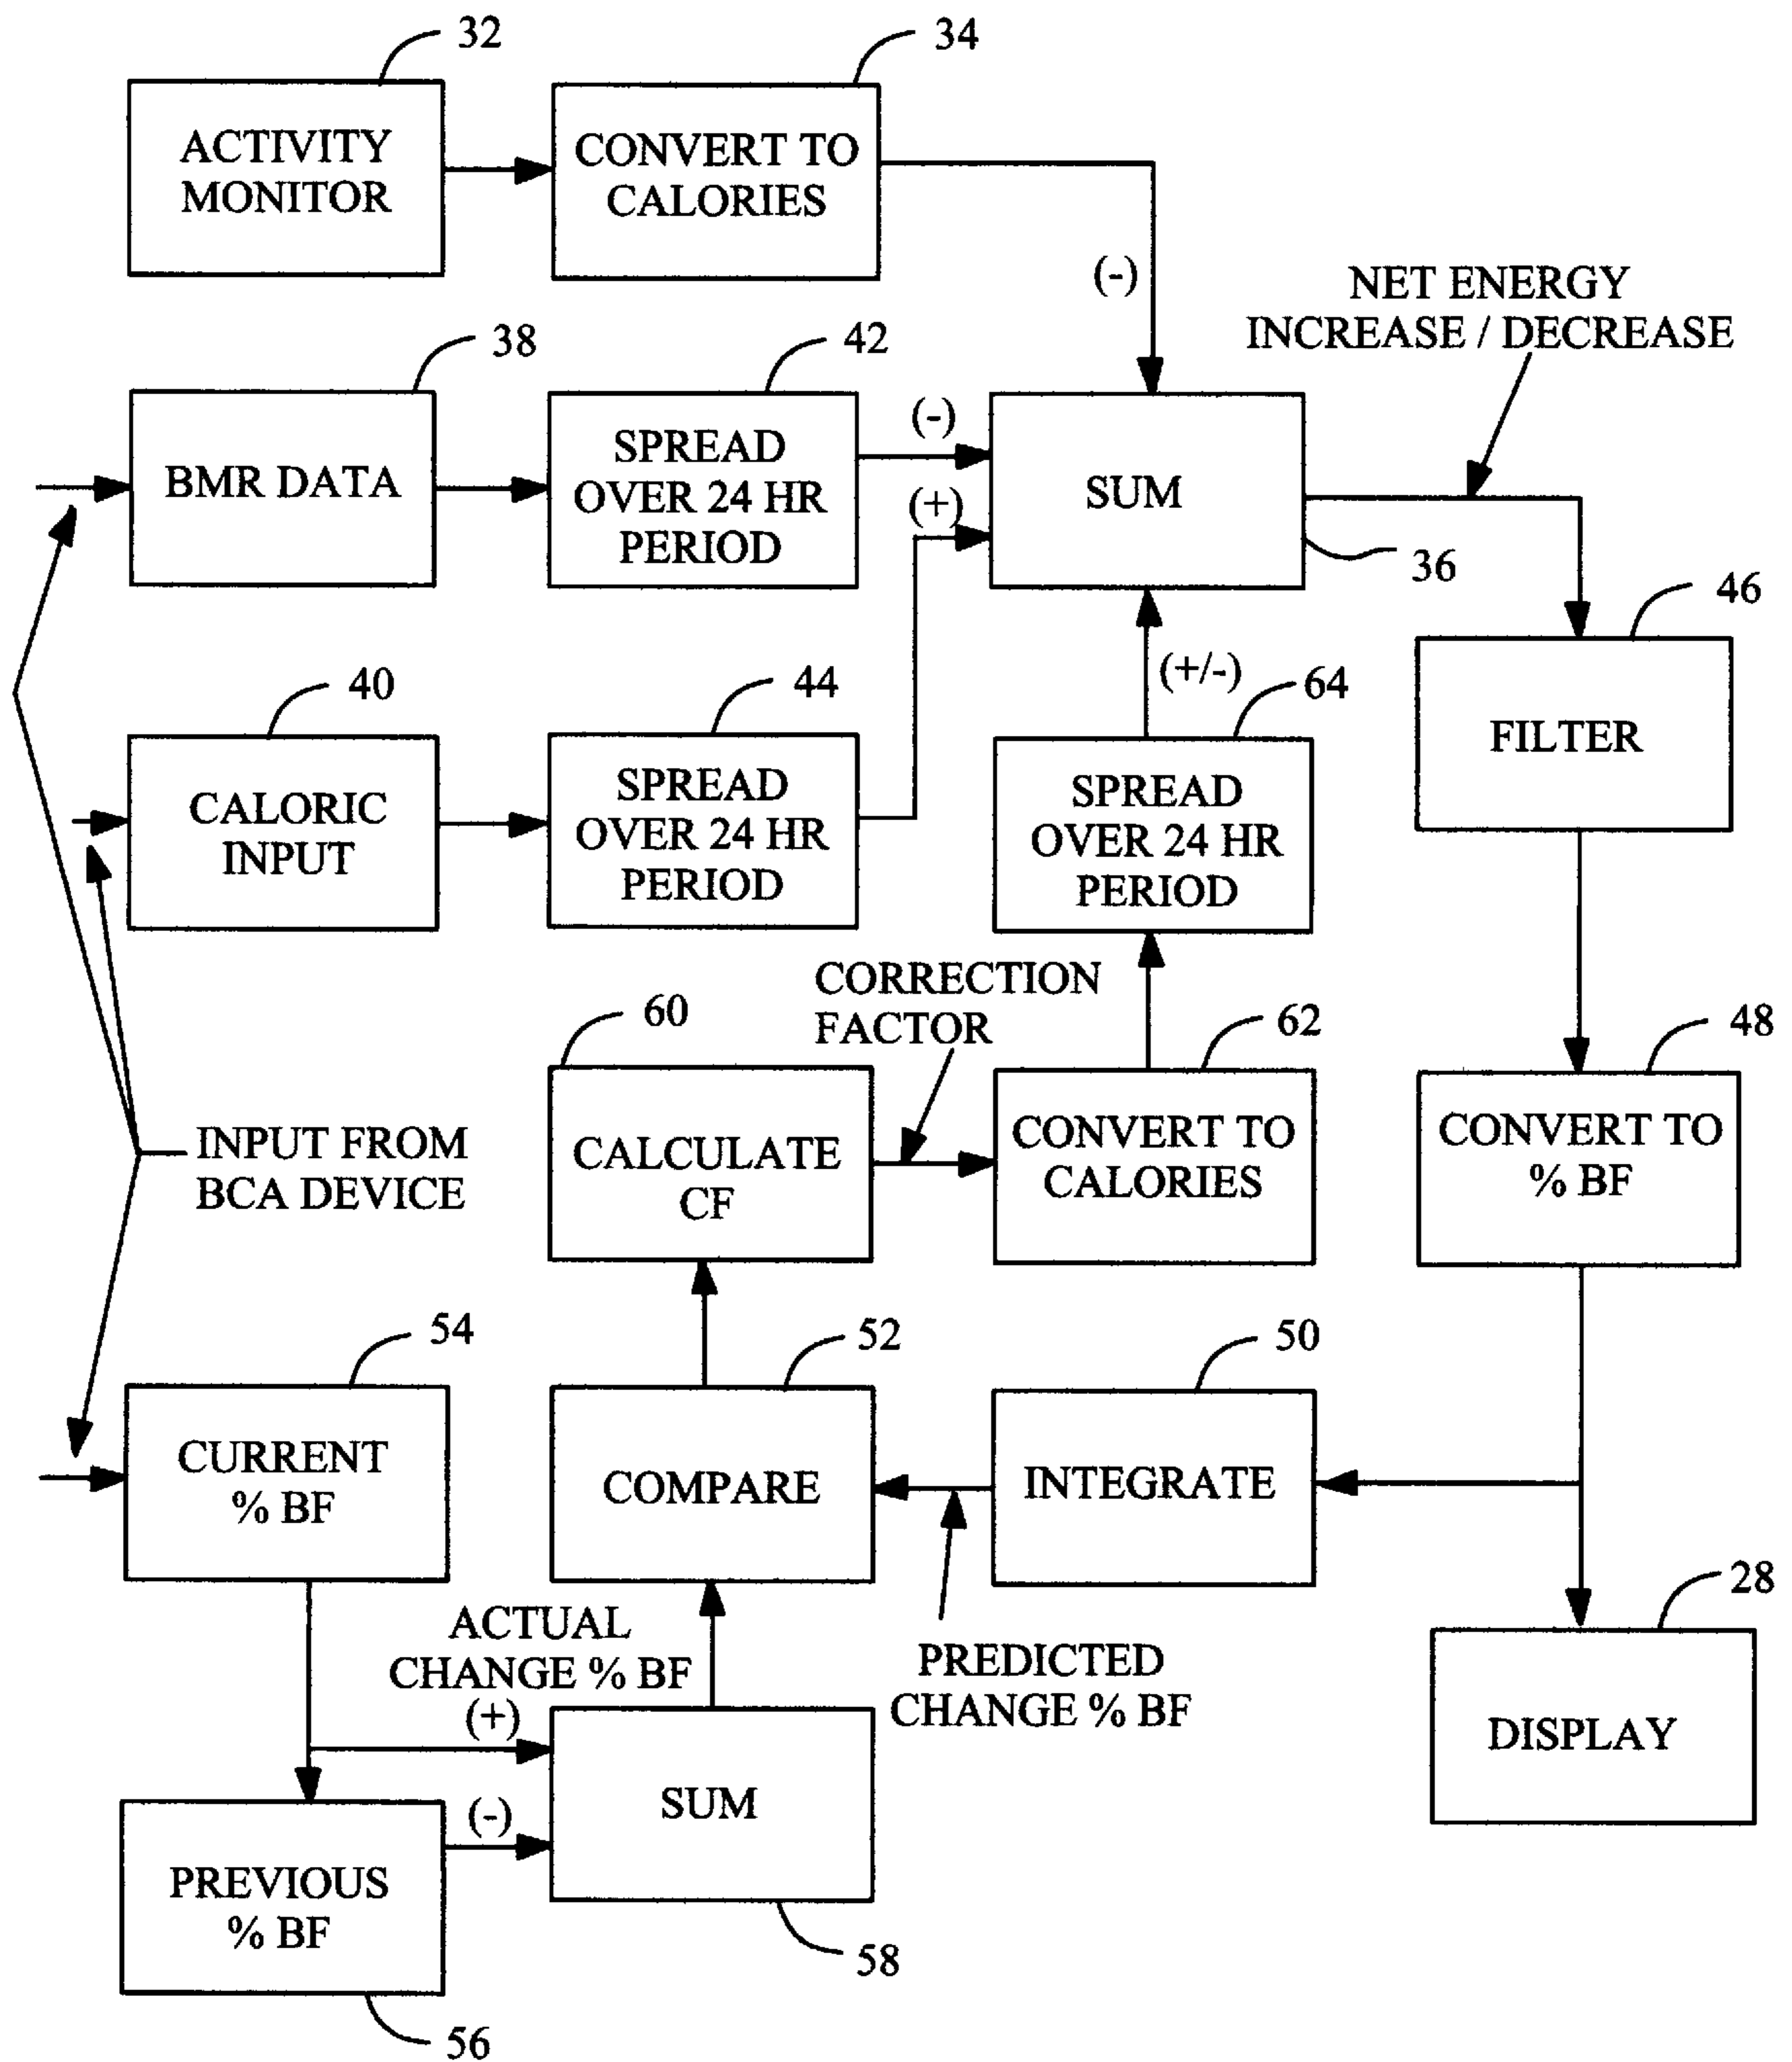 32
34
ACTIVITY
MONITOR
CONVERT TO
CALORIES
(-)
NET ENERGY
INCREASE / DECREASE
38
42
BMR DATA
SPREAD
OVER 24 HR
PERIOD
(-)
(+)
SUM
36
46
FILTER
40
44
CALORIC
INPUT
SPREAD
OVER 24 HR
PERIOD
(+/-)
64
SPREAD
OVER 24 HR
PERIOD
CORRECTION
FACTOR
60
62
48
CALCULATE
CF
CONVERT TO
CALORIES
CONVERT TO
% BF
INPUT FROM
BCA DEVICE
54
52
50
CURRENT
% BF
COMPARE
INTEGRATE
28
ACTUAL
CHANGE % BF
PREDICTED
CHANGE % BF
DISPLAY
(+)
(-)
SUM
PREVIOUS
% BF
58
56